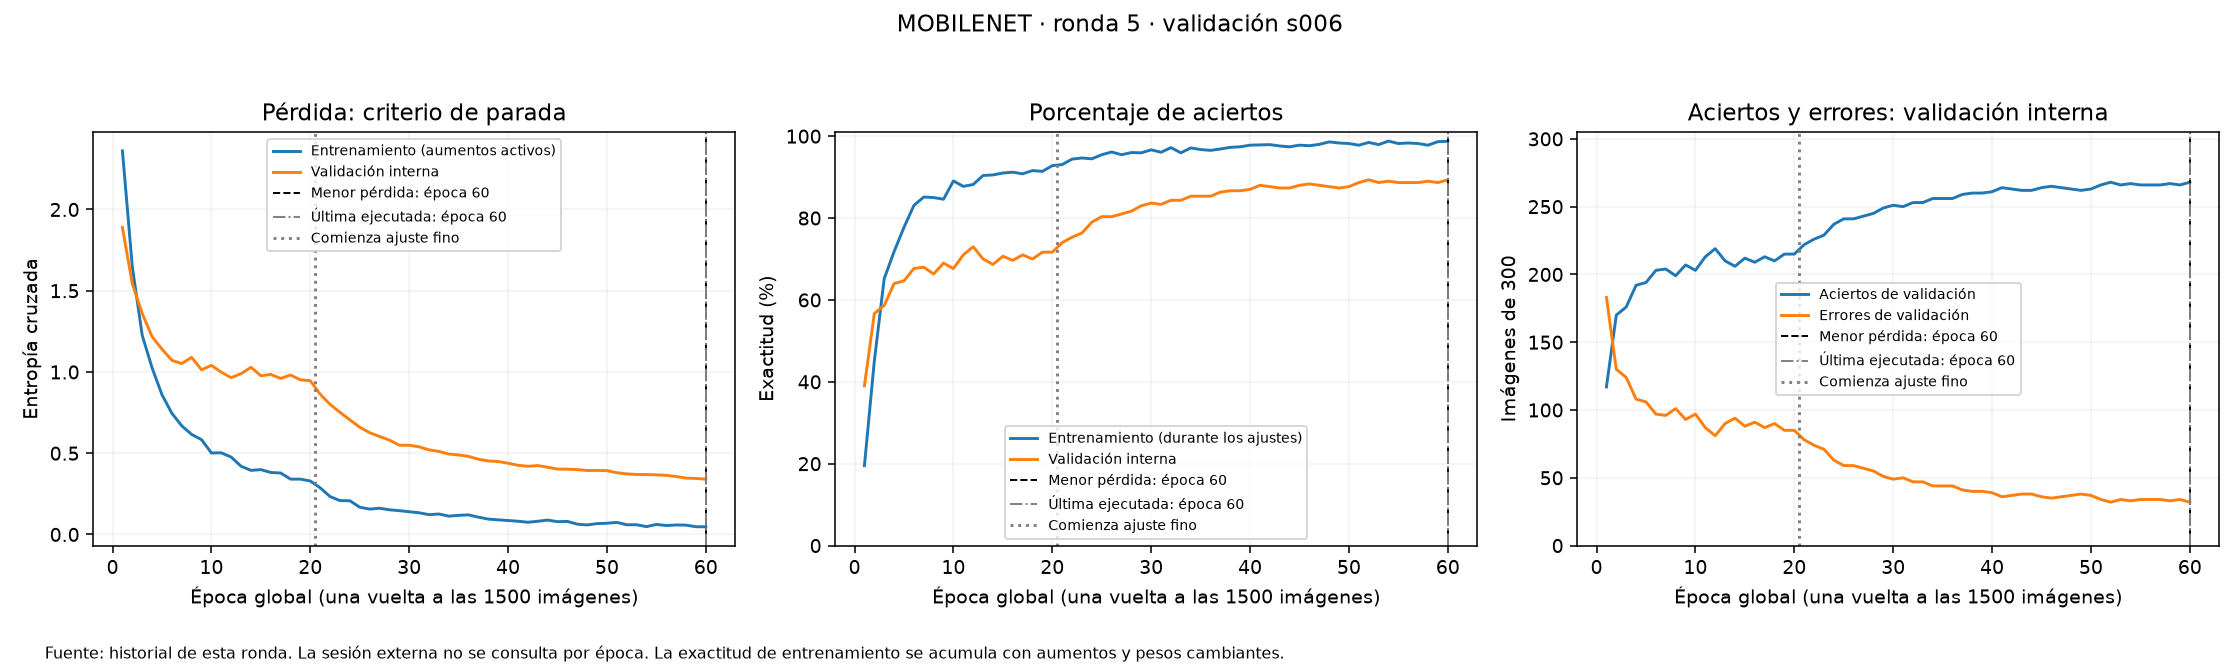 MOBILENET · ronda 5 · validación s006
Pérdida: criterio de parada
Entropía cruzada
2.0
1.5
1.0
0.5
0.0
Entrenamiento (aumentos activos)
Validación interna
Menor pérdida: época 60
Última ejecutada: época 60
Comienza ajuste fino
0 10 20 30 40 50 60
Época global (una vuelta a las 1500 imágenes)
Porcentaje de aciertos
Exactitud (%)
100
80
60
40
20
0
Entrenamiento (durante los ajustes)
Validación interna
Menor pérdida: época 60
Última ejecutada: época 60
Comienza ajuste fino
0 10 20 30 40 50 60
Época global (una vuelta a las 1500 imágenes)
Aciertos y errores: validación interna
Imágenes de 300
300
250
200
150
100
50
0
Aciertos de validación
Errores de validación
Menor pérdida: época 60
Última ejecutada: época 60
Comienza ajuste fino
0 10 20 30 40 50 60
Época global (una vuelta a las 1500 imágenes)
Fuente: historial de esta ronda. La sesión externa no se consulta por época. La exactitud de entrenamiento se acumula con aumentos y pesos cambiantes.